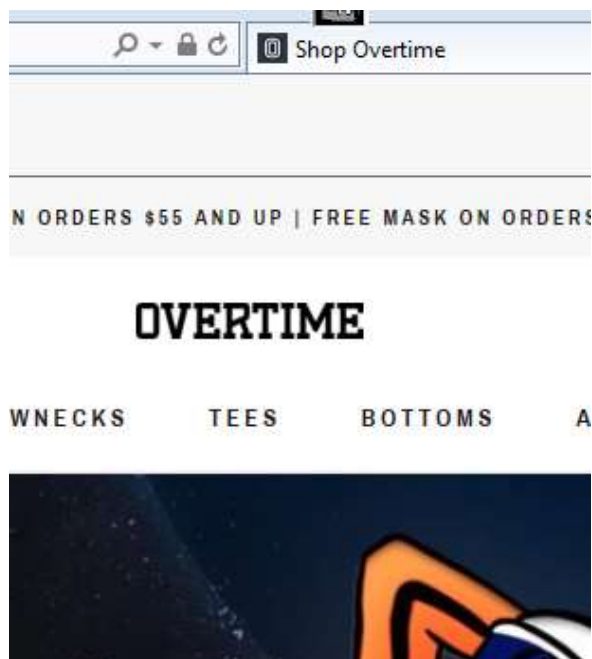 Shop Overtime
N ORDERS $55 AND UP | FREE MASK ON ORDERS
OVERTIME
WNECKS TEES BOTTOMS A